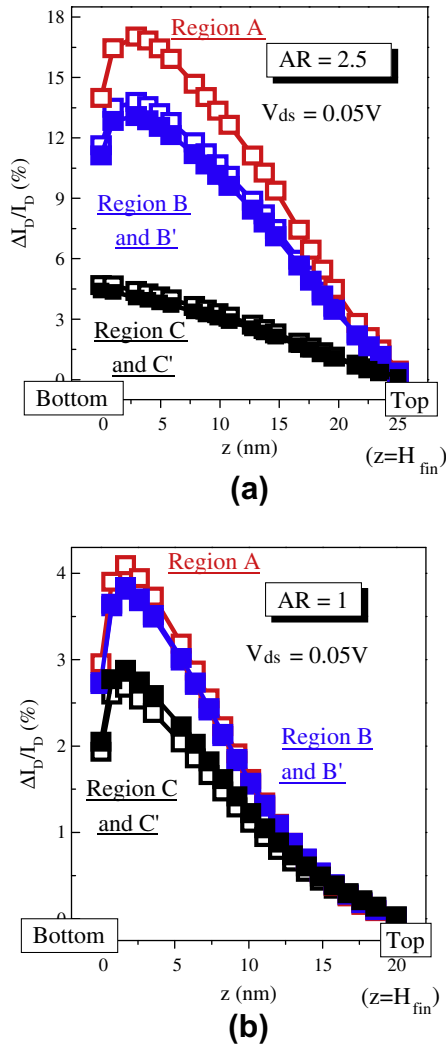 18
15
12
9
6
3
0
ΔI_D/I_D (%)
Region A
AR = 2.5
V_ds = 0.05V
Region B
and B'
Region C
and C'
Bottom
Top
0 5 10 15 20 25
z (nm)
(z=H_fin)
(a)
4
3
2
1
0
ΔI_D/I_D (%)
Region A
AR = 1
V_ds = 0.05V
Region B
and B'
Region C
and C'
Bottom
Top
0 5 10 15 20
z (nm)
(z=H_fin)
(b)